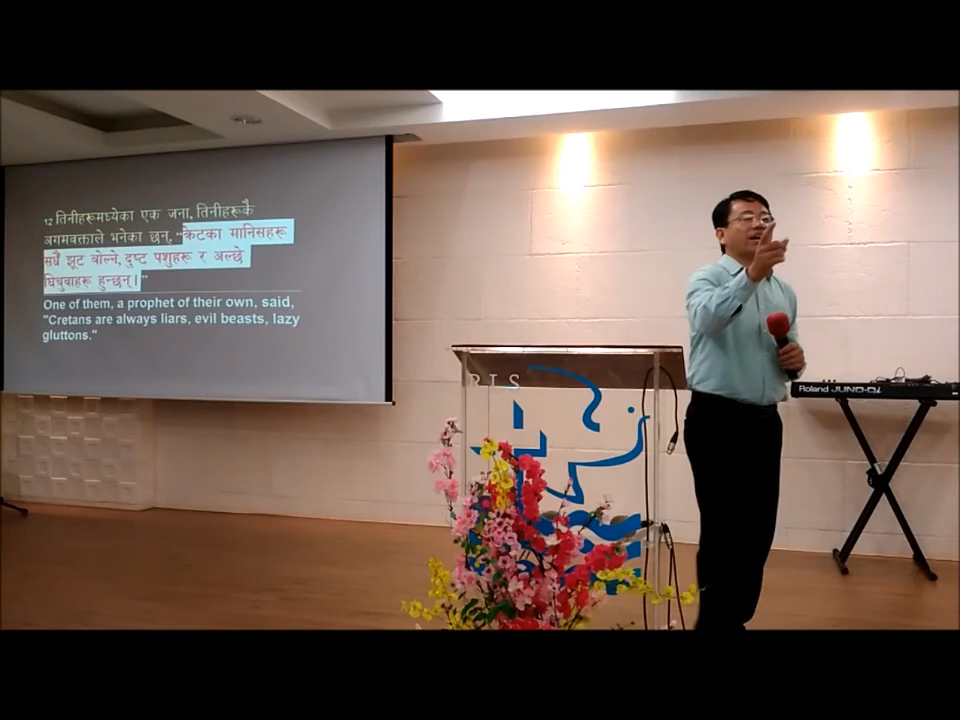 12 तिनीहरूमध्येका एक जना, तिनीहरूकै
अगमवक्ताले भनेका छन्, “क्रेटका मानिसहरू
सधैँ झूट बोल्ने, दुष्ट पशुहरू र अल्छे
घिचुवाहरू हुन्छन्।”
One of them, a prophet of their own, said,
"Cretans are always liars, evil beasts, lazy
gluttons."
Roland JUNO-Di